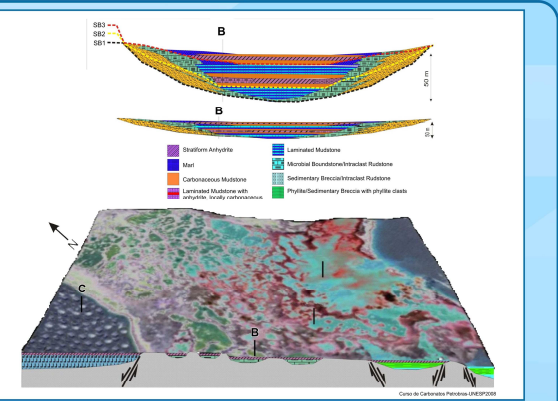 SB3
SB2
SB1
B
50 m
B
50 m
Stratiform Anhydrite
Marl
Carbonaceous Mudstone
Laminated Mudstone with
anhydrite, locally carbonaceous
Laminated Mudstone
Microbial Boundstone/Intraclast Rudstone
Sedimentary Breccia/Intraclast Rudstone
Phyllite/Sedimentary Breccia with phyllite clasts
N
C
B
Curso de Carbonatos Petrobras-UNESP2008